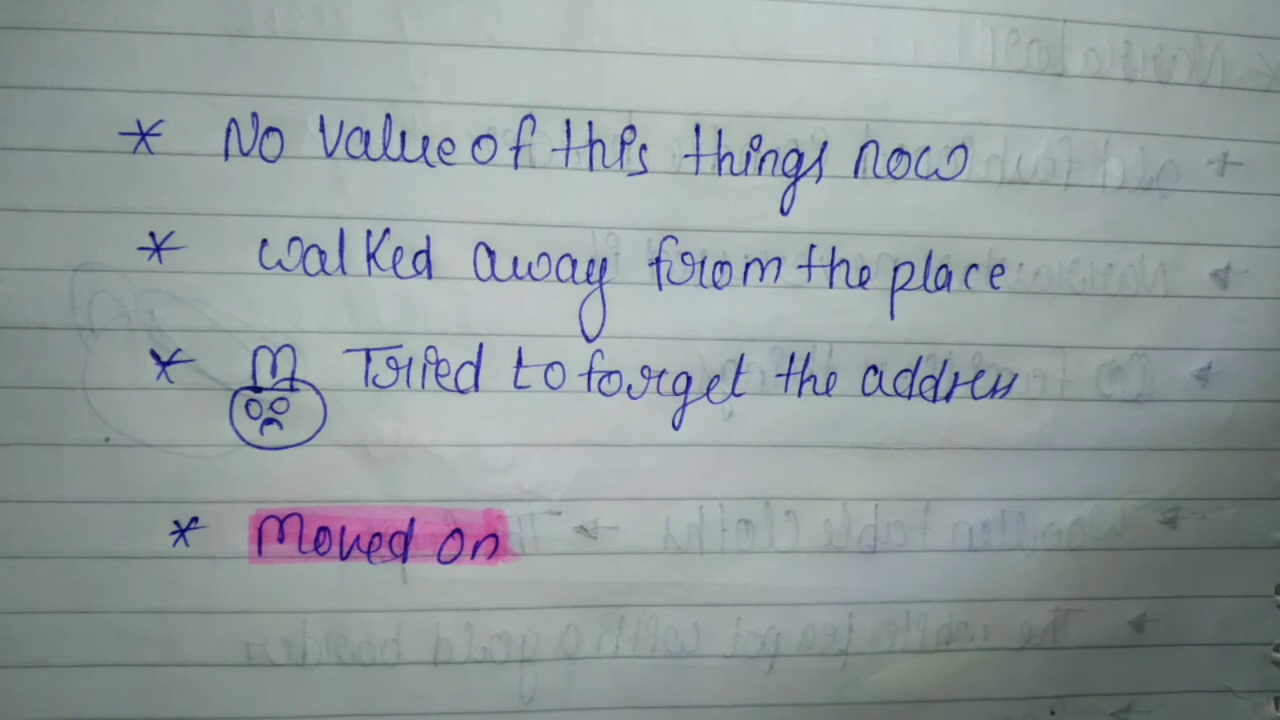 * No value of this things now
* walked away from the place
* Tried to forget the address
* Moved on